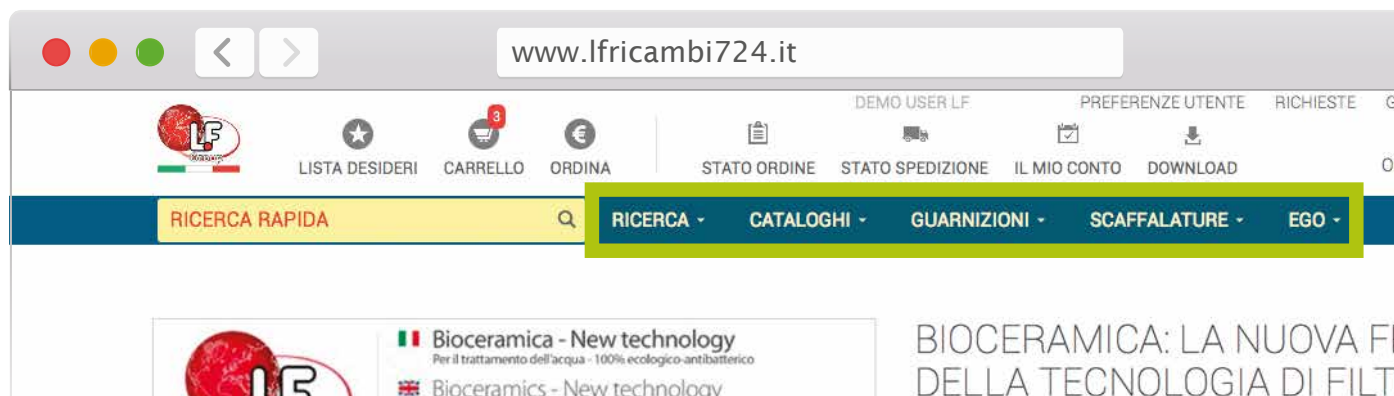 www.lfricambi724.it
DEMO USER LF
PREFERENZE UTENTE
RICHIESTE
G
LF
GROUP
3
LISTA DESIDERI
CARRELLO
ORDINA
STATO ORDINE
STATO SPEDIZIONE
IL MIO CONTO
DOWNLOAD
O
RICERCA RAPIDA
RICERCA
CATALOGHI
GUARNIZIONI
SCAFFALATURE
EGO
Bioceramica - New technology
Per il trattamento dell'acqua - 100% ecologico-antibatterico
Bioceramics - New technology
BIOCERAMICA: LA NUOVA F
DELLA TECNOLOGIA DI FILT